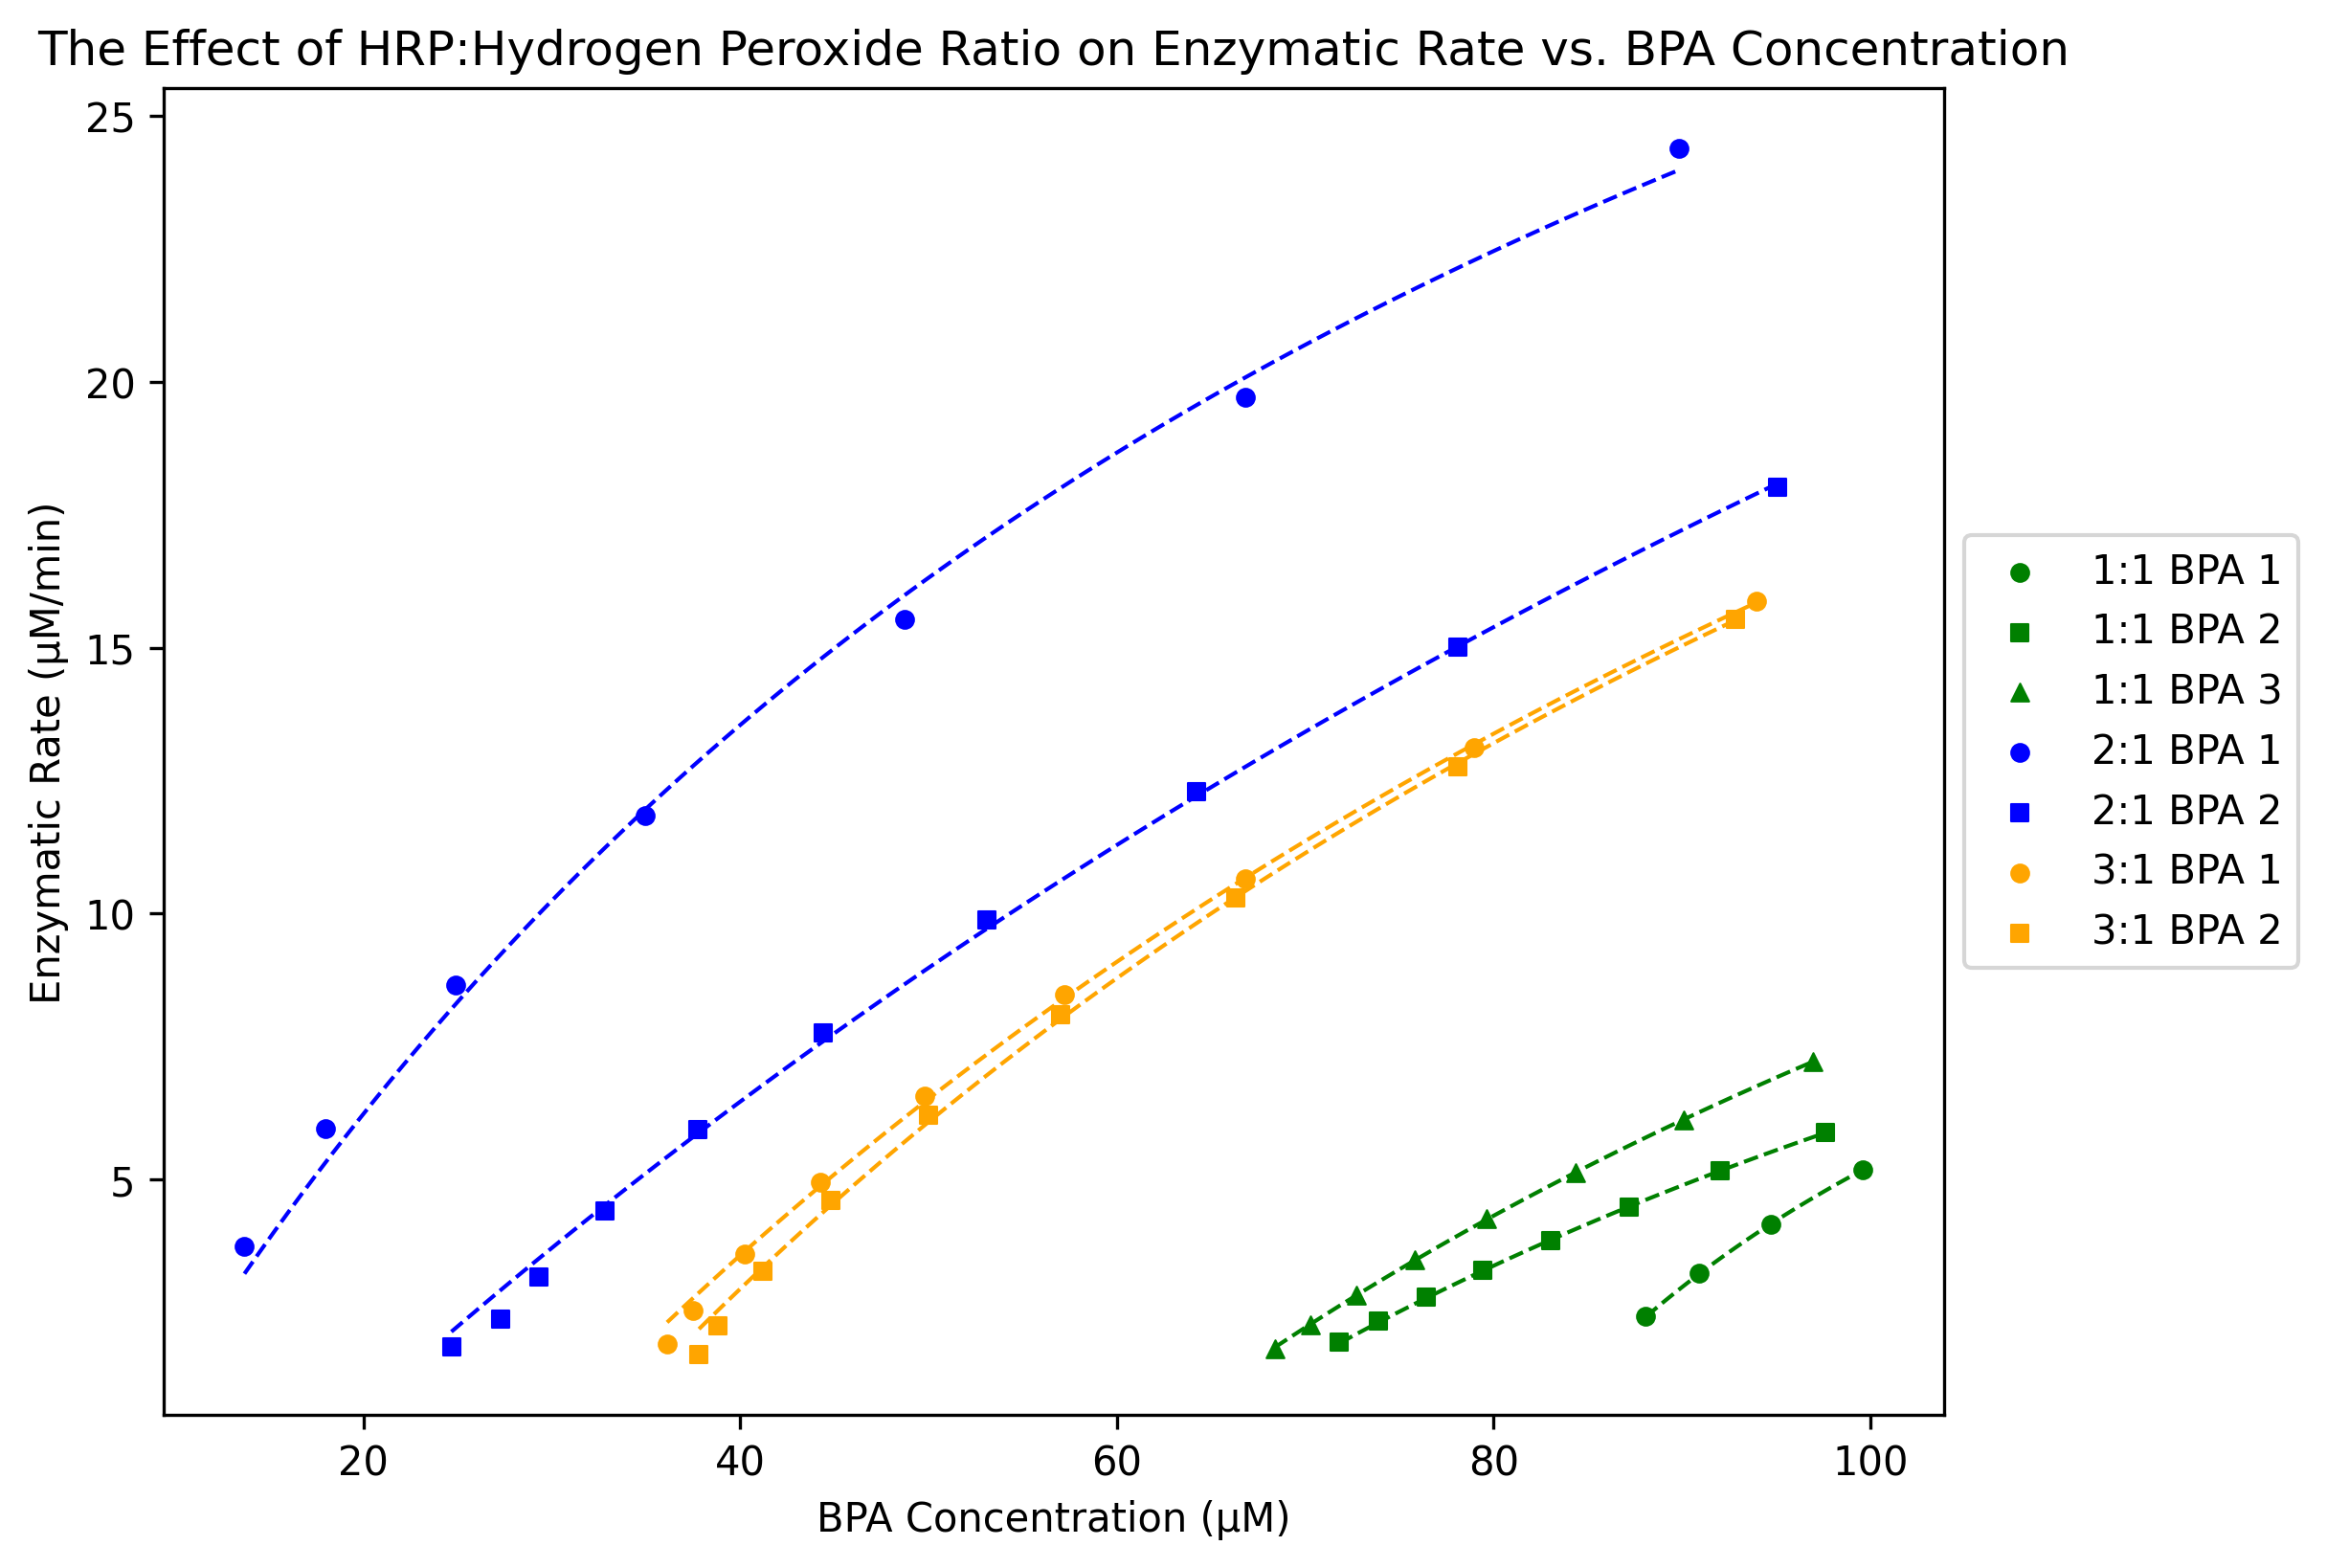 The Effect of HRP:Hydrogen Peroxide Ratio on Enzymatic Rate vs. BPA Concentration
Enzymatic Rate (μM/min)
25
20
15
10
5
20 40 60 80 100
BPA Concentration (μM)
1:1 BPA 1
1:1 BPA 2
1:1 BPA 3
2:1 BPA 1
2:1 BPA 2
3:1 BPA 1
3:1 BPA 2